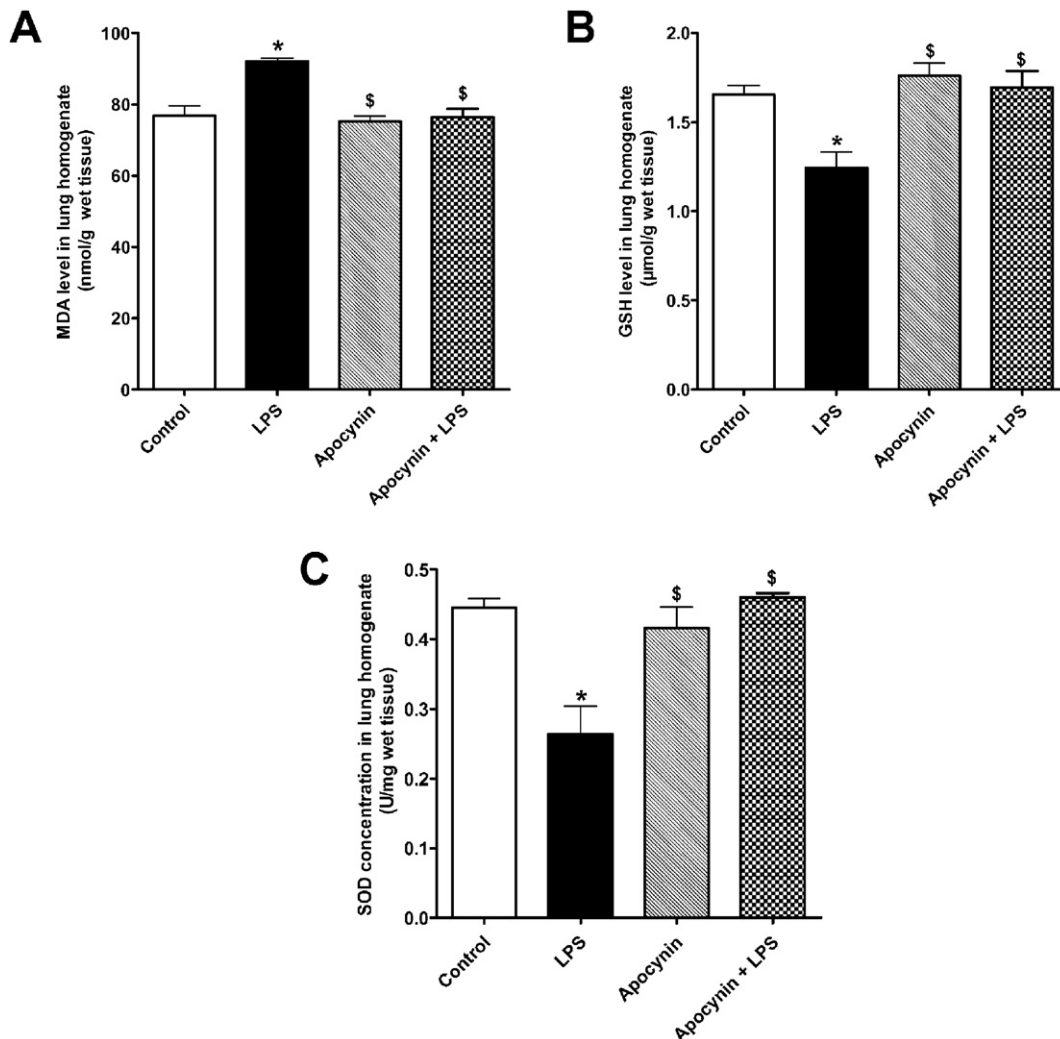 A
MDA level in lung homogenate
(nmol/g wet tissue)
100
80
60
40
20
0
*
$
$
Control
LPS
Apocynin
Apocynin + LPS
B
GSH level in lung homogenate
(µmol/g wet tissue)
2.0
1.5
1.0
0.5
0.0
*
$
$
Control
LPS
Apocynin
Apocynin + LPS
C
SOD concentration in lung homogenate
(U/mg wet tissue)
0.5
0.4
0.3
0.2
0.1
0.0
*
$
$
Control
LPS
Apocynin
Apocynin + LPS